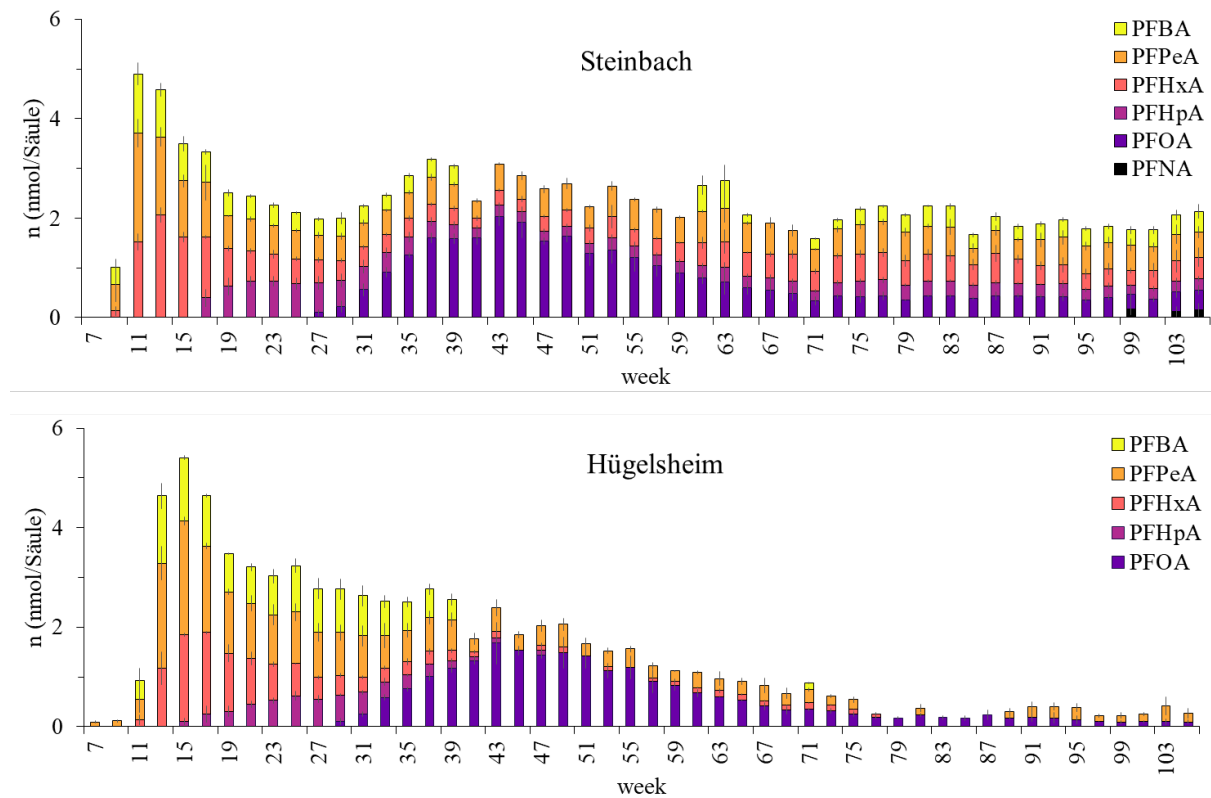 6
4
2
0
n (nmol/Säule)
Steinbach
PFBA
PFPeA
PFHxA
PFHpA
PFOA
PFNA
7 11 15 19 23 27 31 35 39 43 47 51 55 59 63 67 71 75 79 83 87 91 95 99 103
week
6
4
2
0
n (nmol/Säule)
Hügelsheim
PFBA
PFPeA
PFHxA
PFHpA
PFOA
7 11 15 19 23 27 31 35 39 43 47 51 55 59 63 67 71 75 79 83 87 91 95 99 103
week